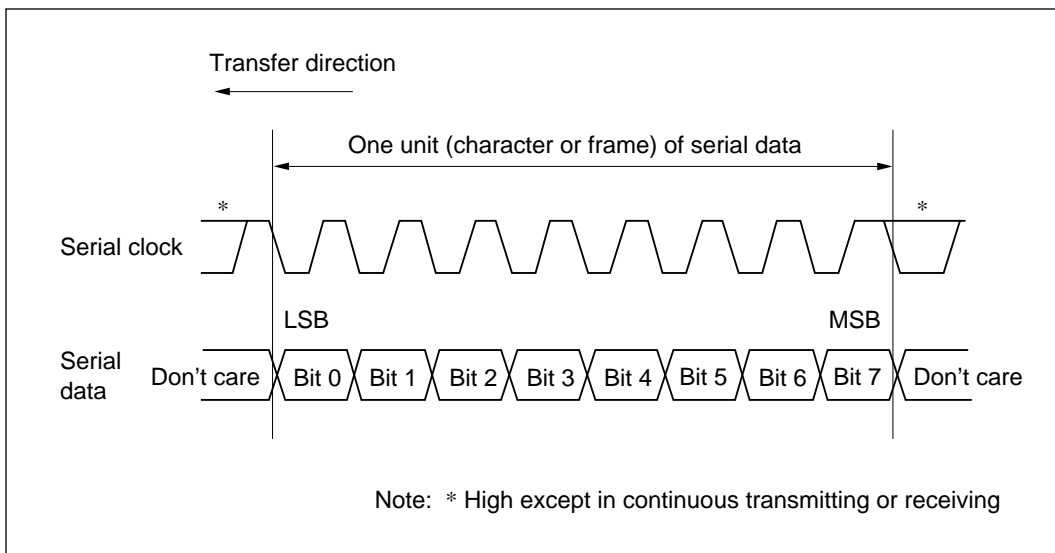 Transfer direction
One unit (character or frame) of serial data
* *
Serial clock
LSB MSB
Serial
data
Don't care Bit 0 Bit 1 Bit 2 Bit 3 Bit 4 Bit 5 Bit 6 Bit 7 Don't care
Note: * High except in continuous transmitting or receiving